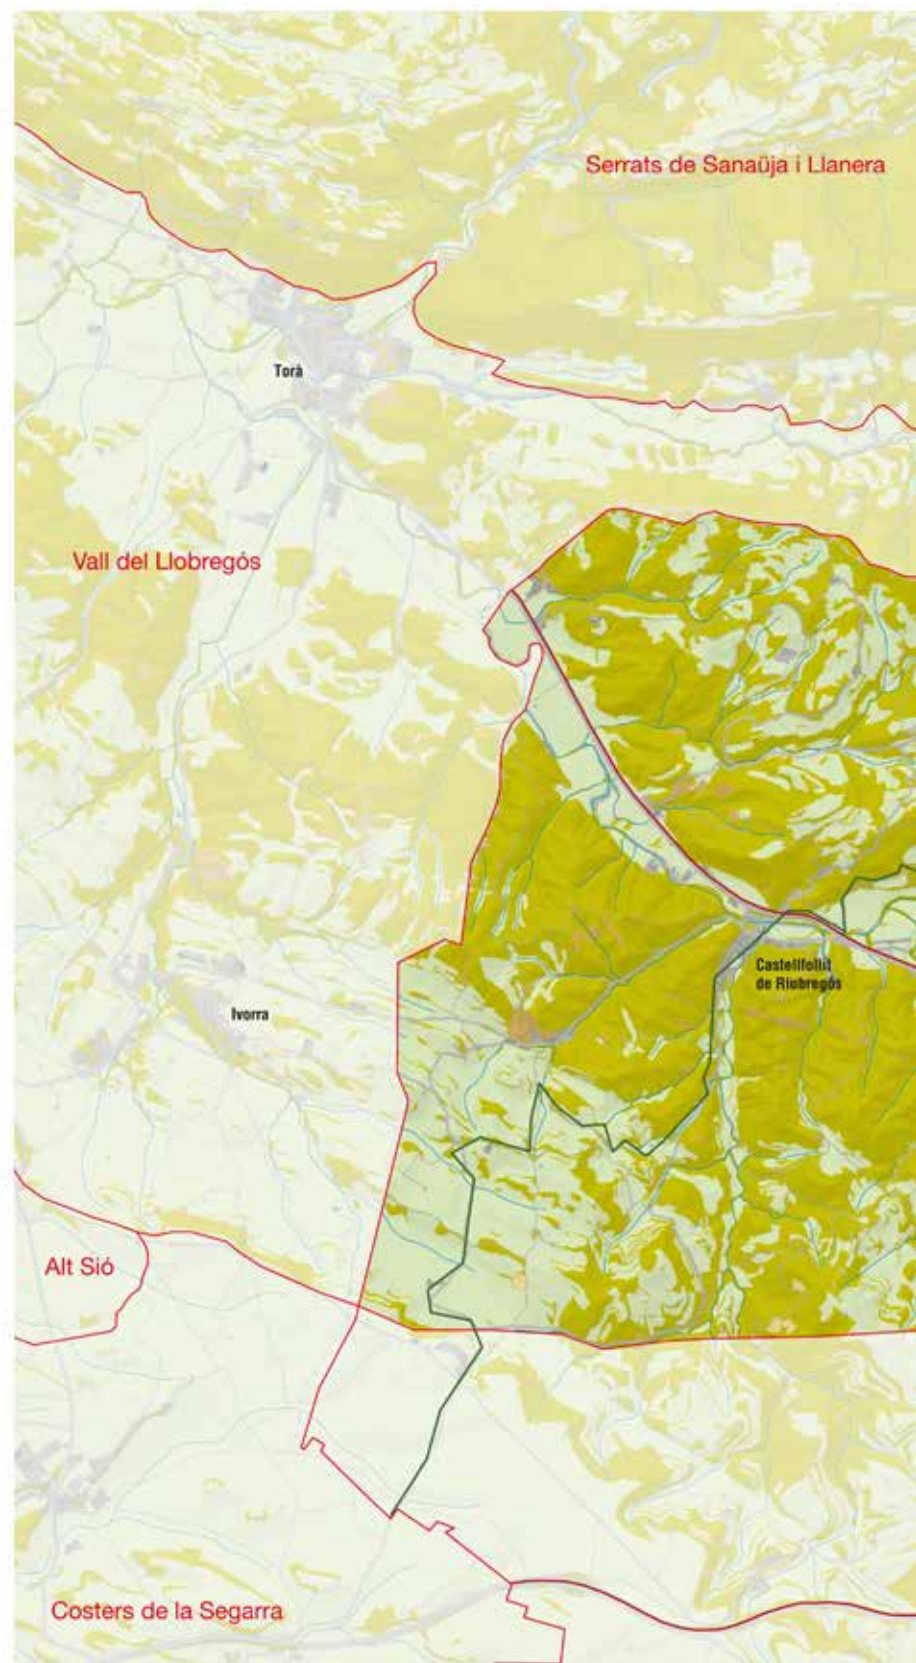 Serrats de Sanaüja i Llanera
Torà
Vall del Llobregós
Castellfollit
de Riubregós
Ivorra
Alt Sió
Costers de la Segarra